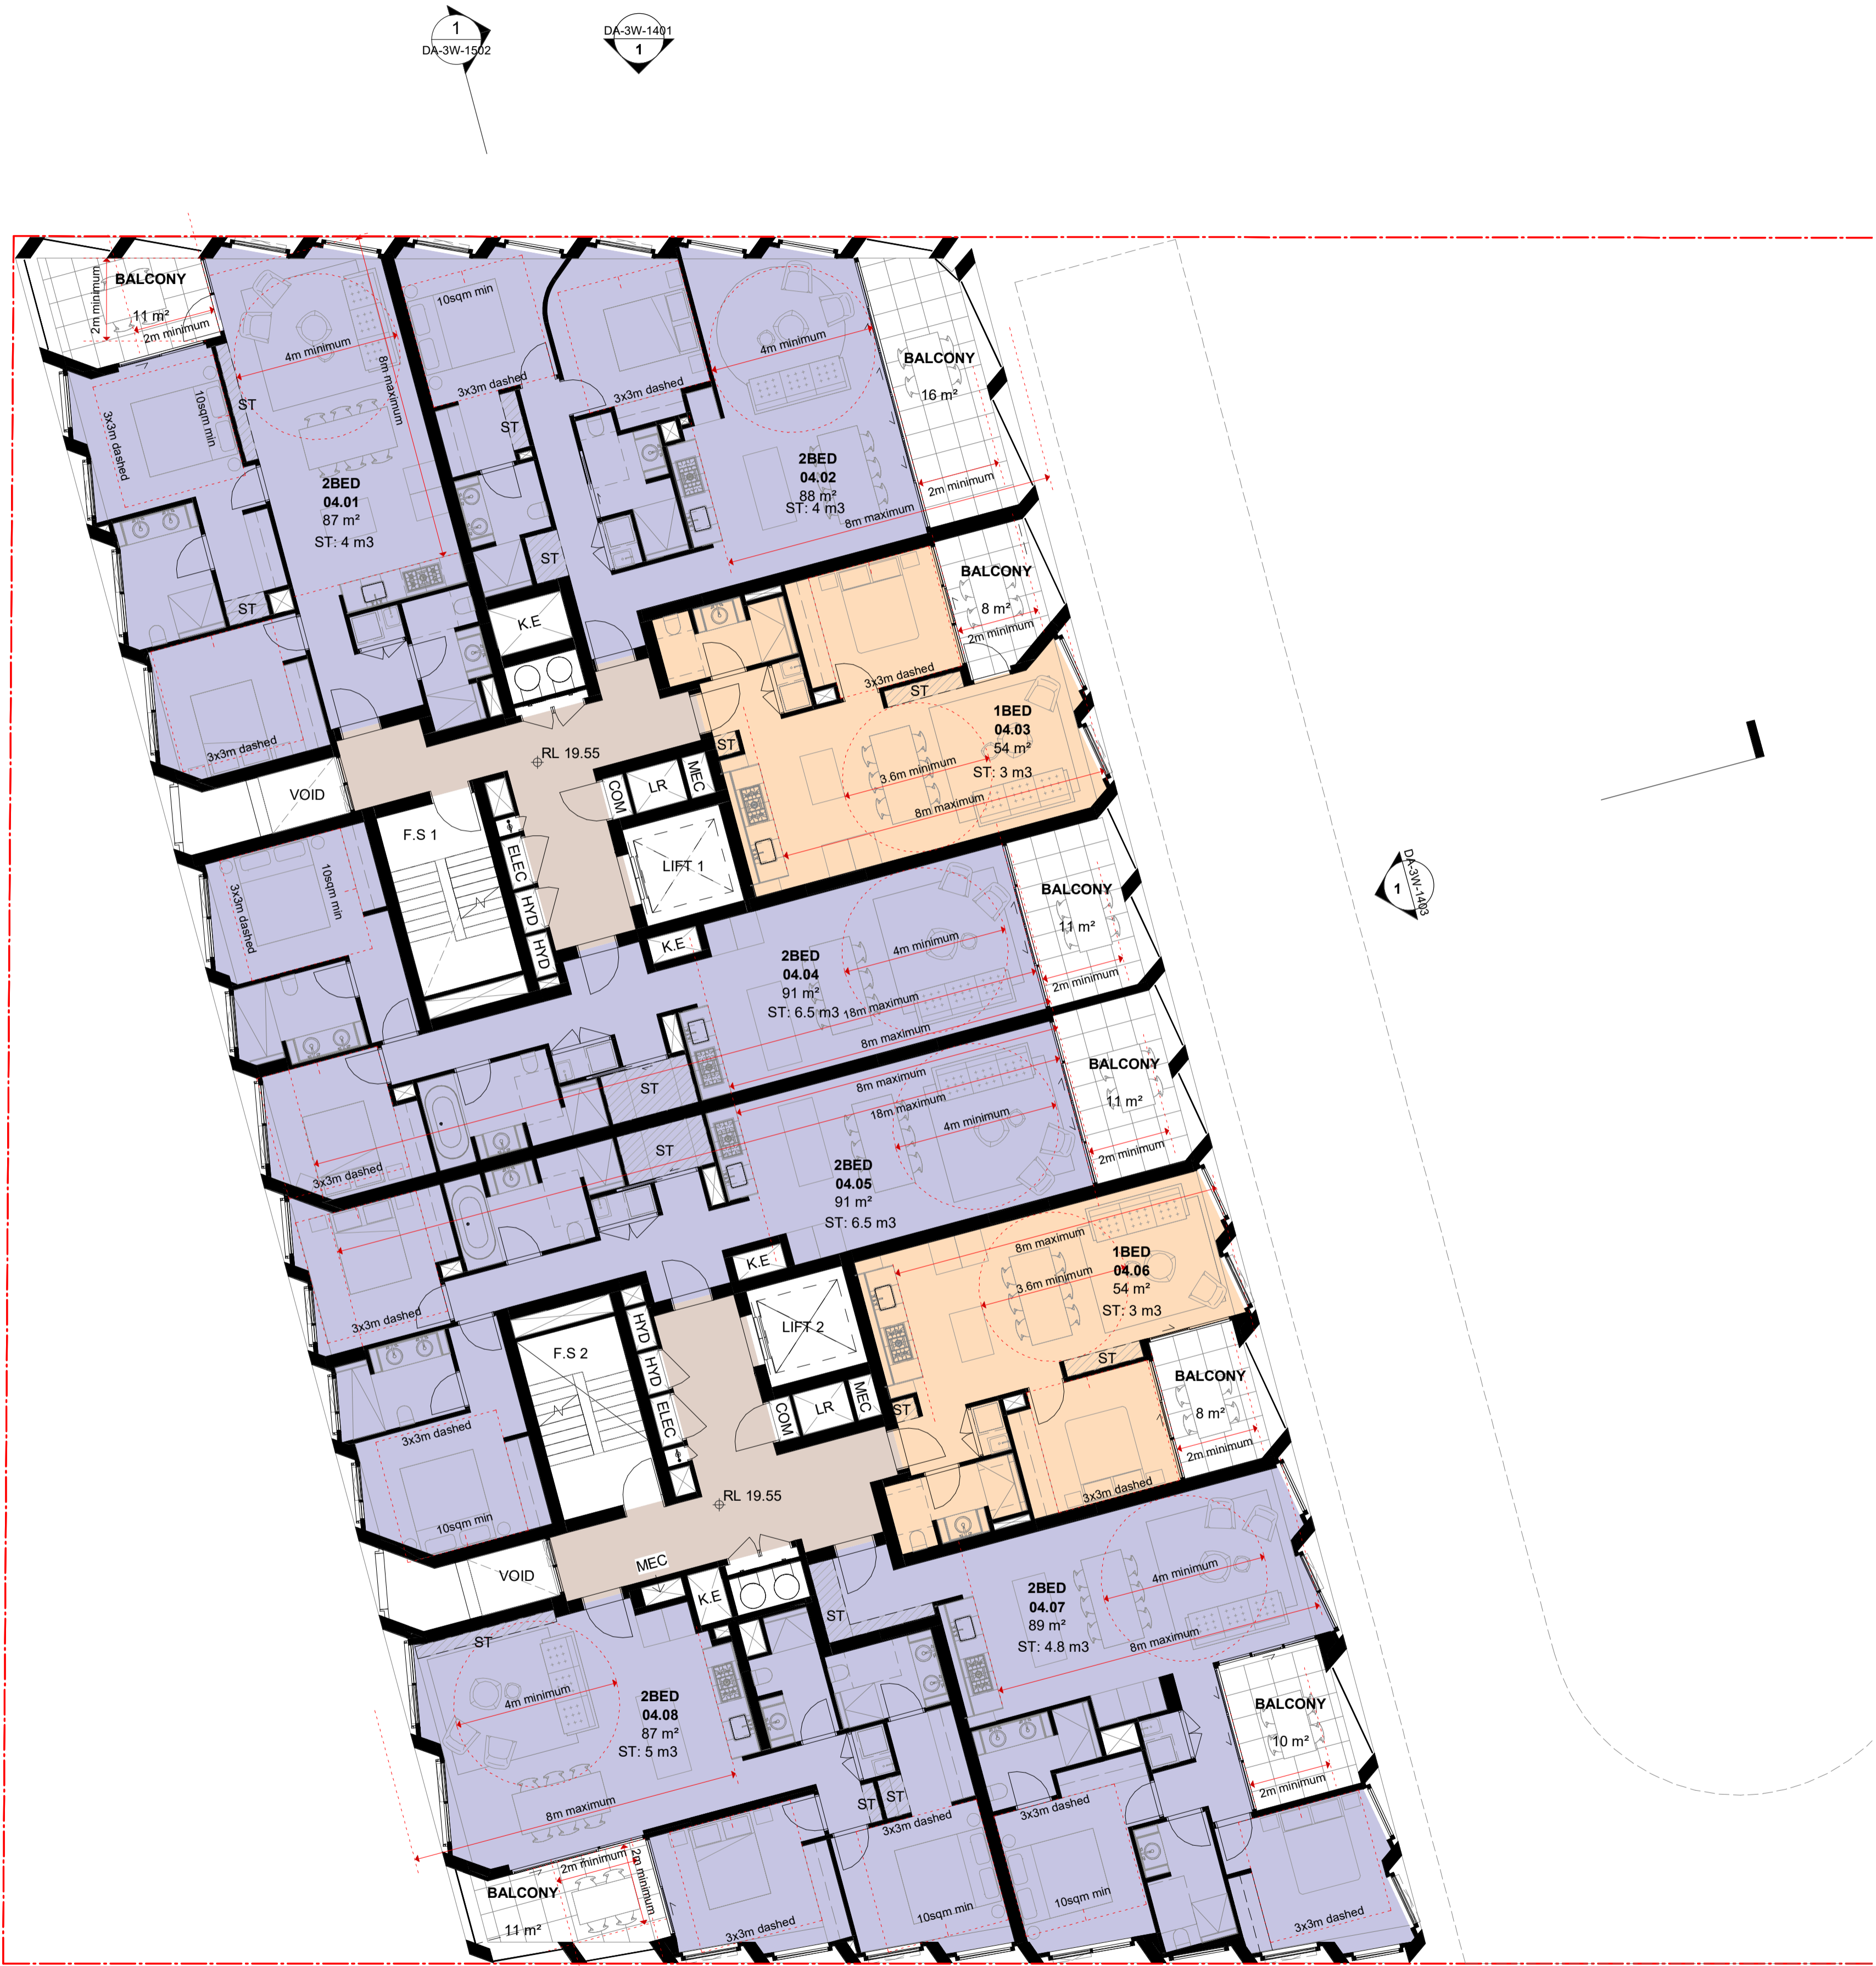 1
DA-3W-1502
DA-3W-1401
1
BALCONY
11 m²
2m minimum
2m minimum
4m minimum
8m maximum
10sqm min
3x3m dashed
ST
2BED
04.01
87 m²
ST: 4 m3
ST
3x3m dashed
10sqm min
3x3m dashed
ST
ST
3x3m dashed
4m minimum
2BED
04.02
88 m²
ST: 4 m3
8m maximum
BALCONY
16 m²
2m minimum
K.E
BALCONY
8 m²
2m minimum
3x3m dashed
ST
1BED
04.03
54 m²
ST: 3 m3
3.6m minimum
8m maximum
ST
RL 19.55
COM
LR
MEC
VOID
F.S 1
ELEC
HYD
HYD
LIFT 1
10sqm min
3x3m dashed
K.E
2BED
04.04
91 m²
ST: 6.5 m3
4m minimum
18m maximum
8m maximum
BALCONY
11 m²
2m minimum
DA-3W-1403
1
ST
3x3m dashed
8m maximum
18m maximum
4m minimum
ST
2BED
04.05
91 m²
ST: 6.5 m3
BALCONY
11 m²
2m minimum
K.E
3x3m dashed
8m maximum
1BED
04.06
54 m²
ST: 3 m3
3.6m minimum
ST
BALCONY
8 m²
2m minimum
LIFT 2
F.S 2
HYD
HYD
ELEC
COM
LR
MEC
ST
3x3m dashed
3x3m dashed
10sqm min
RL 19.55
VOID
MEC
K.E
ST
2BED
04.07
89 m²
ST: 4.8 m3
4m minimum
8m maximum
BALCONY
10 m²
2m minimum
ST
4m minimum
2BED
04.08
87 m²
ST: 5 m3
8m maximum
ST
ST
3x3m dashed
10sqm min
3x3m dashed
10sqm min
3x3m dashed
2m minimum
2m minimum
BALCONY
11 m²
3x3m dashed